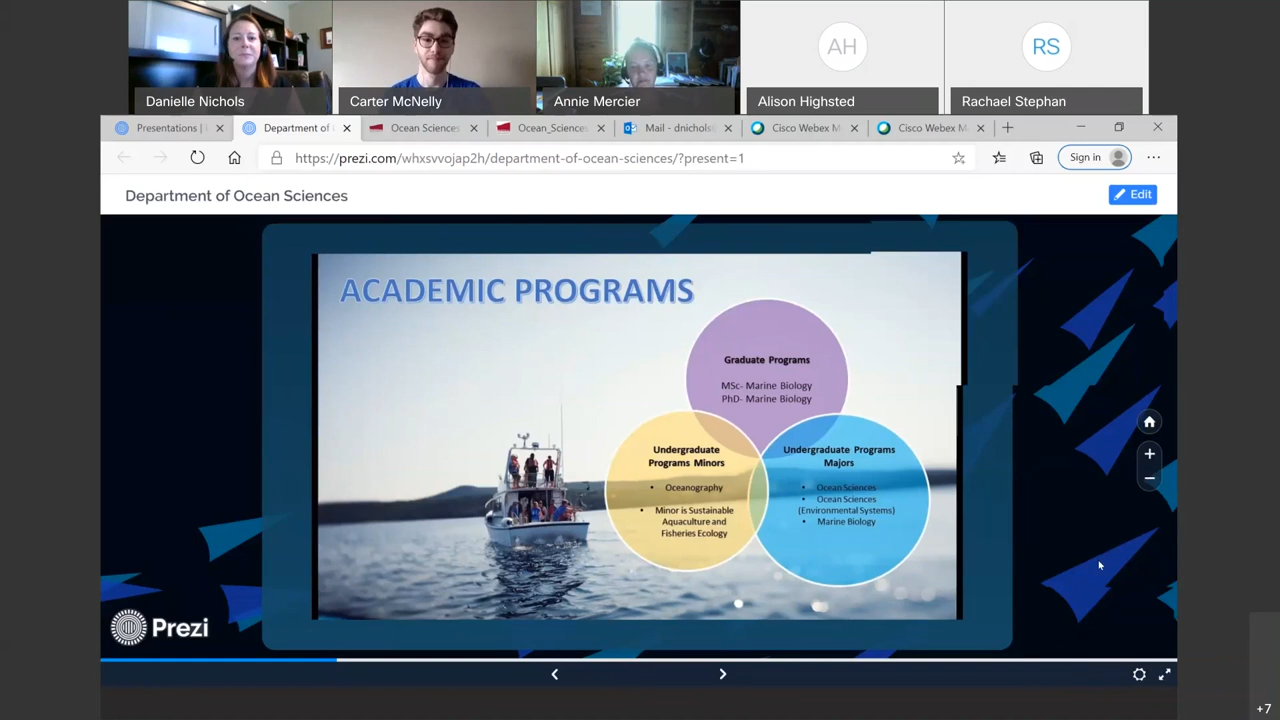 AH
RS
Danielle Nichols
Carter McNelly
Annie Mercier
Alison Highsted
Rachael Stephan
Presentations |
Department of
Ocean Sciences
Ocean_Sciences
Mail - dnichols
Cisco Webex M
Cisco Webex M
https://prezi.com/whxsvvojap2h/department-of-ocean-sciences/?present=1
Sign in
Department of Ocean Sciences
Edit
ACADEMIC PROGRAMS
Graduate Programs
MSc- Marine Biology
PhD- Marine Biology
Undergraduate
Programs Minors
• Oceanography
• Minor is Sustainable
Aquaculture and
Fisheries Ecology
Undergraduate Programs
Majors
• Ocean Sciences
• Ocean Sciences
(Environmental Systems)
• Marine Biology
Prezi
+7